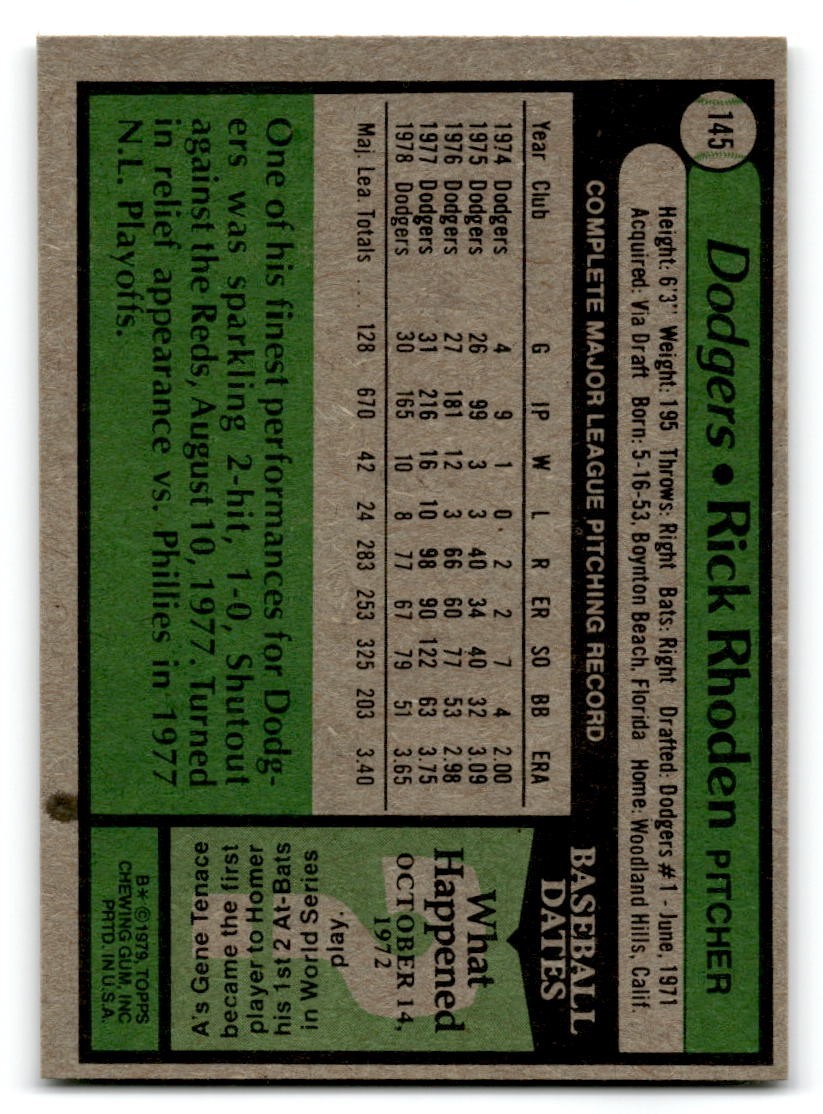 145
Dodgers • Rick Rhoden PITCHER
Height: 6'3" Weight: 195 Throws: Right Bats: Right Drafted: Dodgers #1 - June, 1971
Acquired: Via Draft Born: 5-16-53, Boynton Beach, Florida Home: Woodland Hills, Calif.
COMPLETE MAJOR LEAGUE PITCHING RECORD
Year Club G IP W L R ER SO BB ERA
1974 Dodgers 4 9 1 0 2 2 7 4 2.00
1975 Dodgers 26 99 3 3 40 34 40 32 3.09
1976 Dodgers 27 181 12 3 66 60 77 53 2.98
1977 Dodgers 31 216 16 10 98 90 122 63 3.75
1978 Dodgers 30 165 10 8 77 67 79 51 3.65
Maj. Lea. Totals .... 128 670 42 24 283 253 325 203 3.40
One of his finest performances for Dodg-
ers was sparkling 2-hit, 1-0, Shutout
against the Reds, August 10, 1977. Turned
in relief appearance vs. Phillies in 1977
N.L. Playoffs.
BASEBALL
DATES
What
Happened
OCTOBER 14,
1972
A's Gene Tenace
became the first
player to Homer
his 1st 2 At-Bats
in World Series
play.
B* ©1979, TOPPS
CHEWING GUM, INC
PRTD. IN U.S.A.